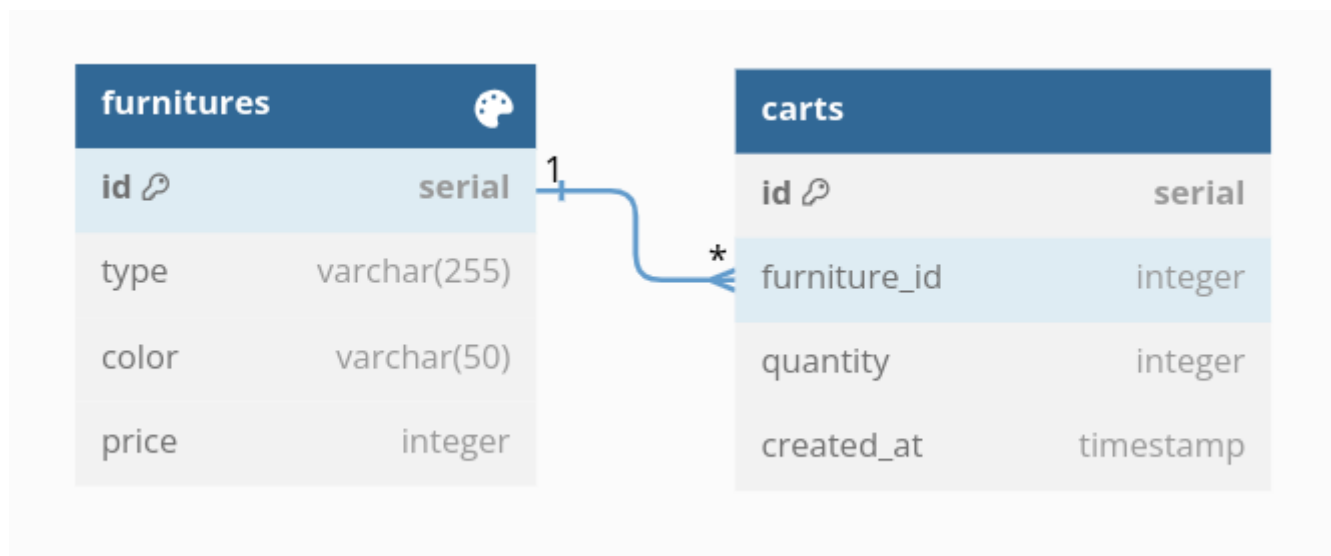 furnitures
id serial
type varchar(255)
color varchar(50)
price integer
1
*
carts
id serial
furniture_id integer
quantity integer
created_at timestamp